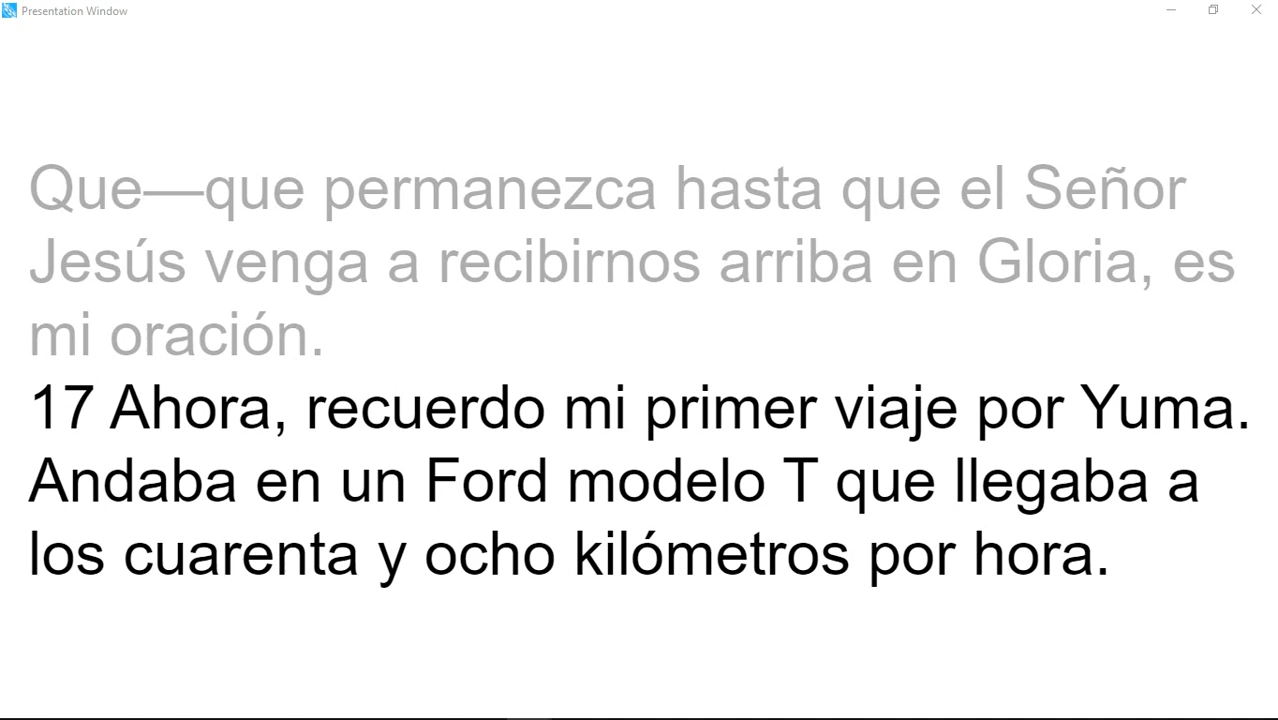 Presentation Window
Que—que permanezca hasta que el Señor
Jesús venga a recibirnos arriba en Gloria, es
mi oración.
17 Ahora, recuerdo mi primer viaje por Yuma.
Andaba en un Ford modelo T que llegaba a
los cuarenta y ocho kilómetros por hora.